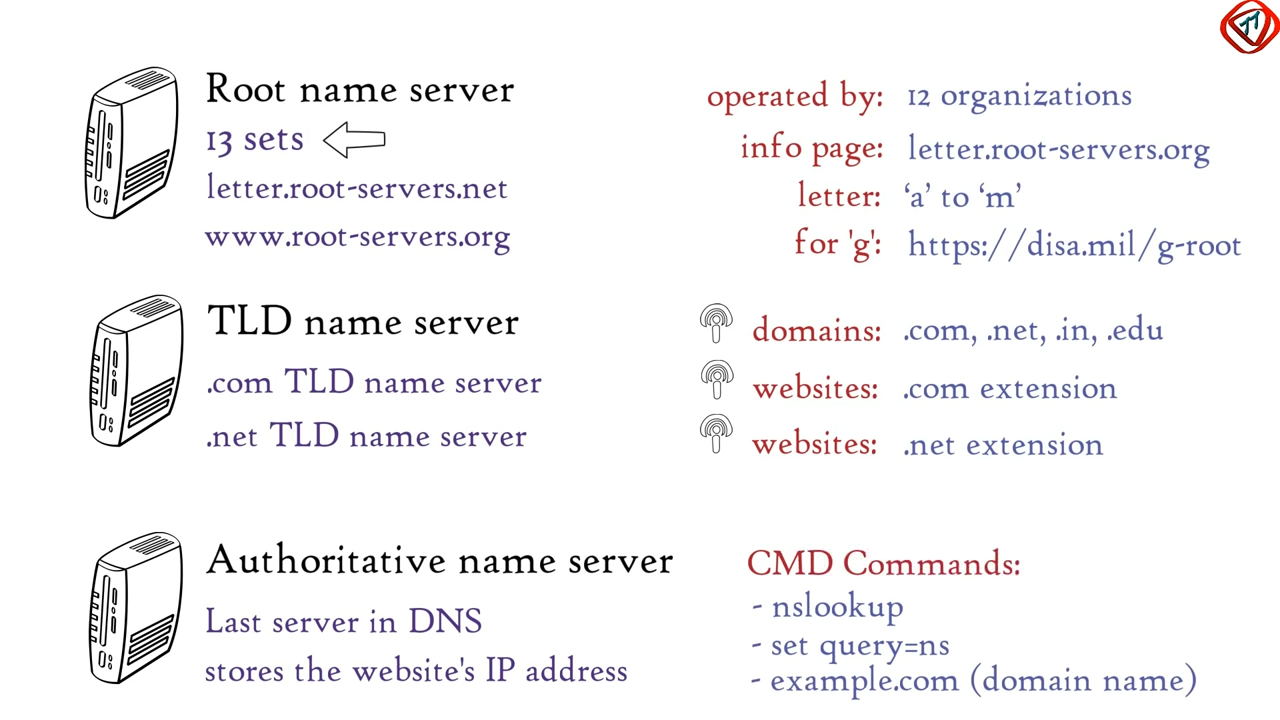 Root name server
13 sets
letter.root-servers.net
www.root-servers.org
operated by: 12 organizations
info page: letter.root-servers.org
letter: ‘a’ to ‘m’
for 'g': https://disa.mil/g-root
TLD name server
.com TLD name server
.net TLD name server
domains: .com, .net, .in, .edu
websites: .com extension
websites: .net extension
Authoritative name server
Last server in DNS
stores the website's IP address
CMD Commands:
- nslookup
- set query=ns
- example.com (domain name)